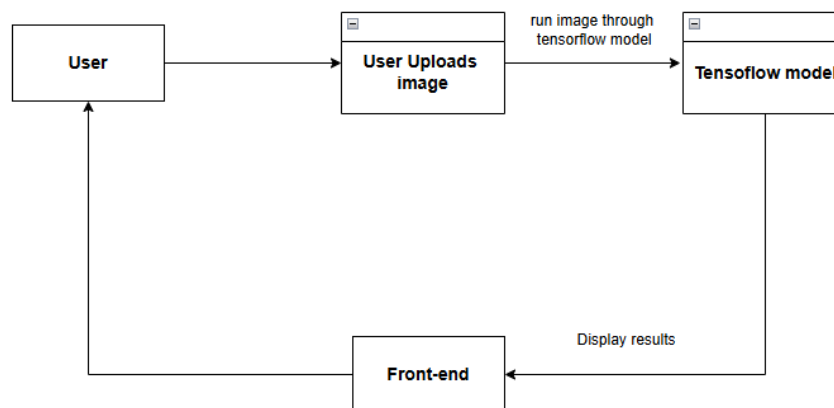 User
User Uploads
image
run image through
tensorflow model
Tensoflow model
Display results
Front-end